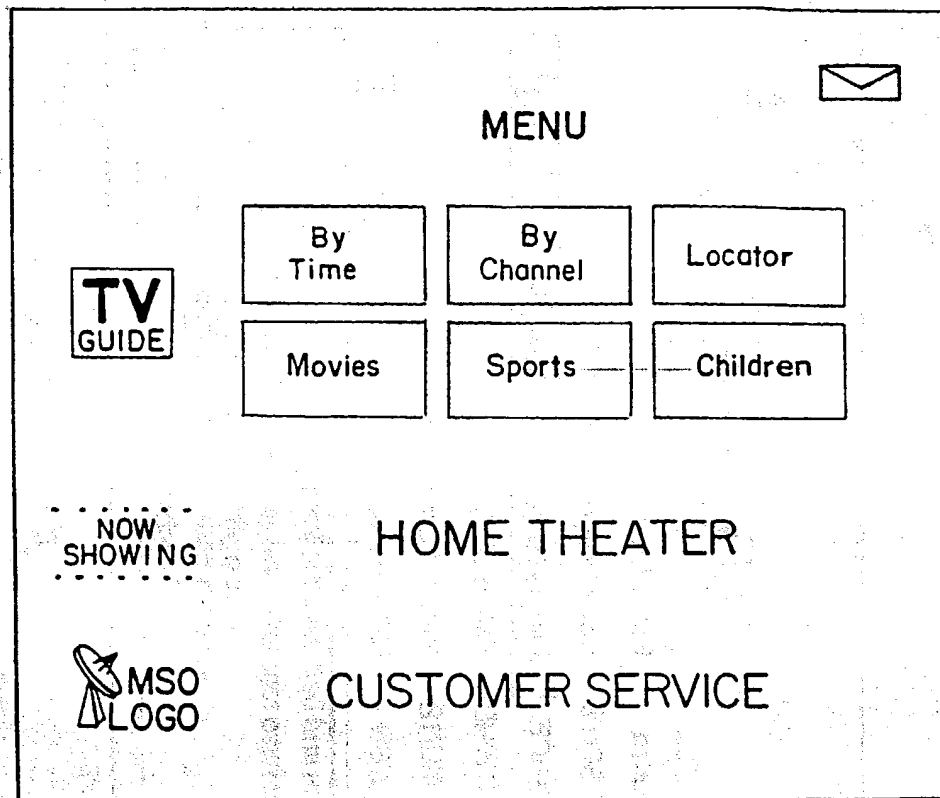 MENU
By
Time
By
Channel
Locator
TV
GUIDE
Movies
Sports
Children
NOW
SHOWING
HOME THEATER
MSO
LOGO
CUSTOMER SERVICE